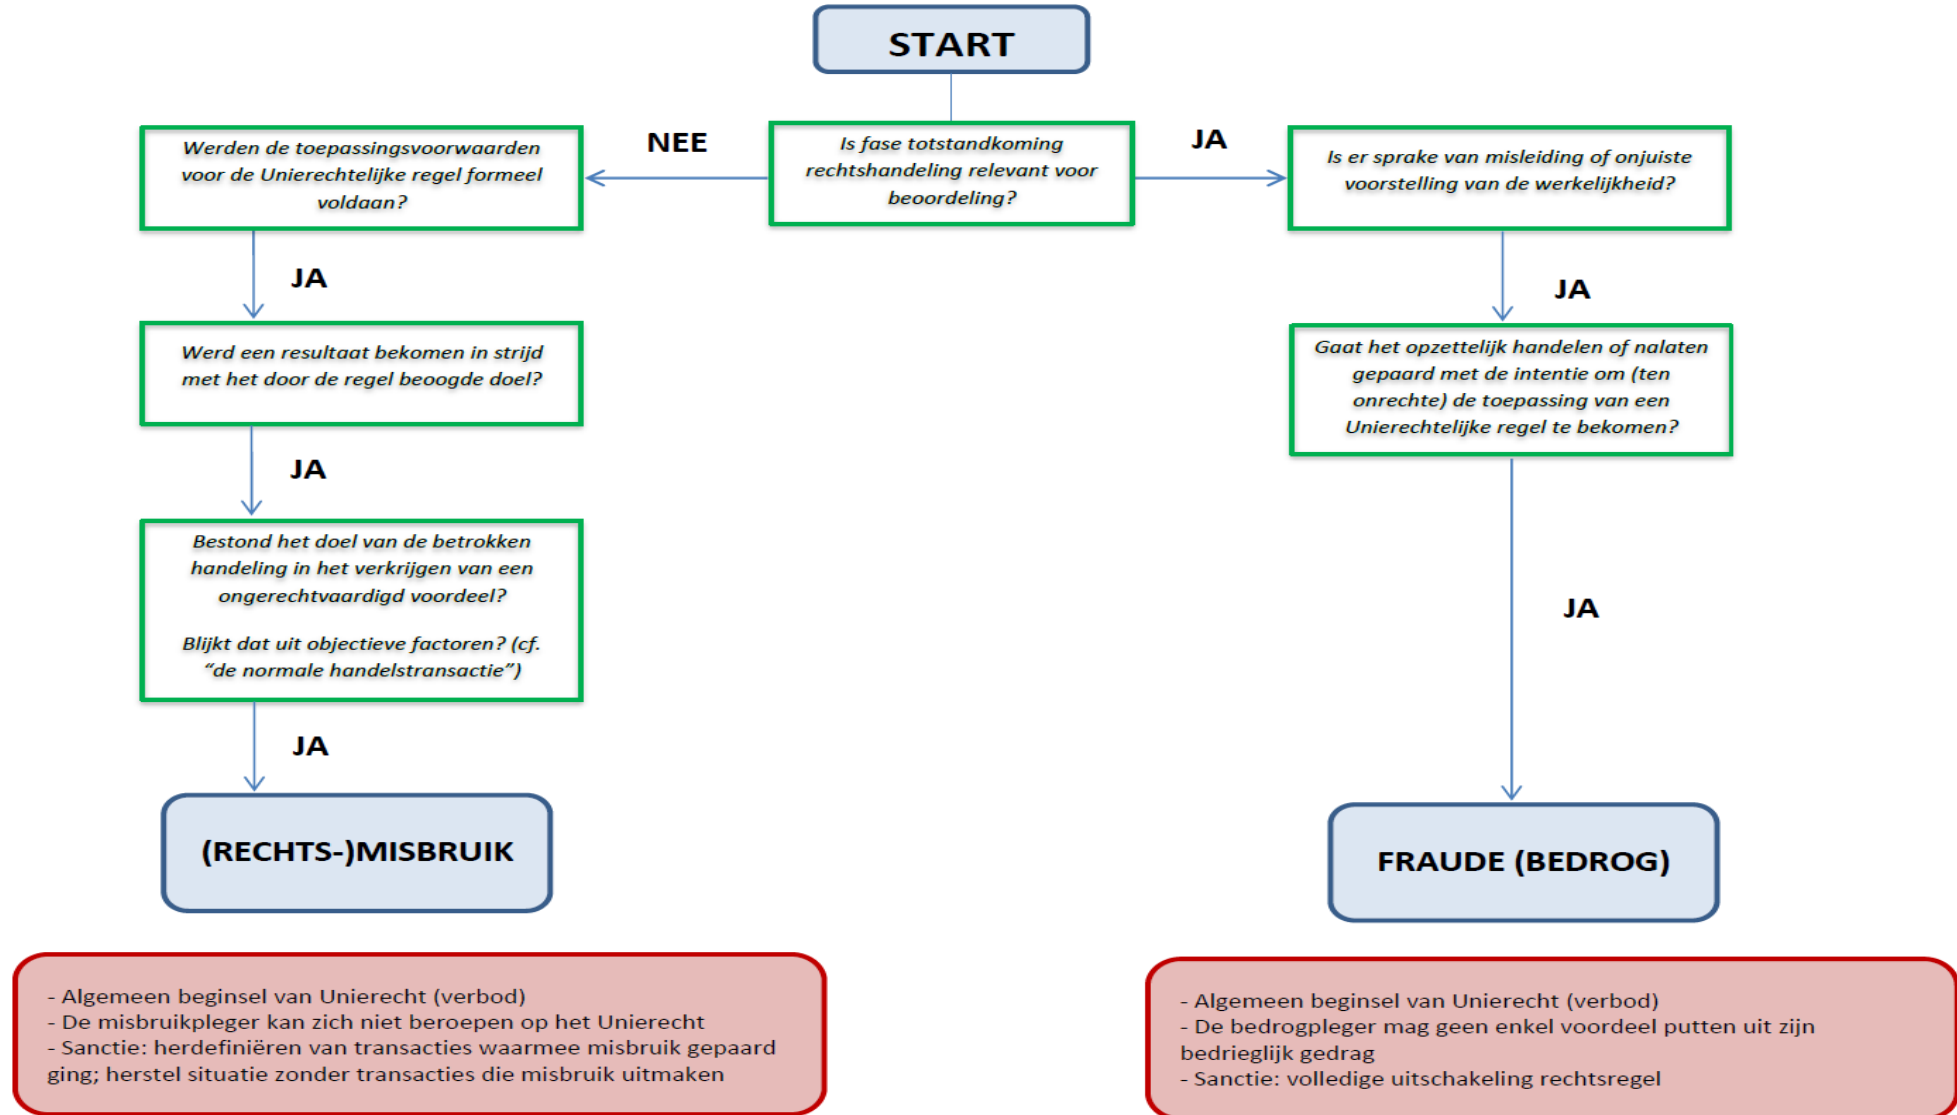 START
NEE
Is fase totstandkoming
rechtshandeling relevant voor
beoordeling?
JA
Werden de toepassingsvoorwaarden
voor de Unierechtelijke regel formeel
voldaan?
JA
Werd een resultaat bekomen in strijd
met het door de regel beoogde doel?
JA
Bestond het doel van de betrokken
handeling in het verkrijgen van een
ongerechtvaardigd voordeel?
Blijkt dat uit objectieve factoren? (cf.
“de normale handelstransactie”)
JA
(RECHTS-)MISBRUIK
- Algemeen beginsel van Unierecht (verbod)
- De misbruikpleger kan zich niet beroepen op het Unierecht
- Sanctie: herdefiniëren van transacties waarmee misbruik gepaard
ging; herstel situatie zonder transacties die misbruik uitmaken
Is er sprake van misleiding of onjuiste
voorstelling van de werkelijkheid?
JA
Gaat het opzettelijk handelen of nalaten
gepaard met de intentie om (ten
onrechte) de toepassing van een
Unierechtelijke regel te bekomen?
JA
FRAUDE (BEDROG)
- Algemeen beginsel van Unierecht (verbod)
- De bedrogpleger mag geen enkel voordeel putten uit zijn
bedrieglijk gedrag
- Sanctie: volledige uitschakeling rechtsregel